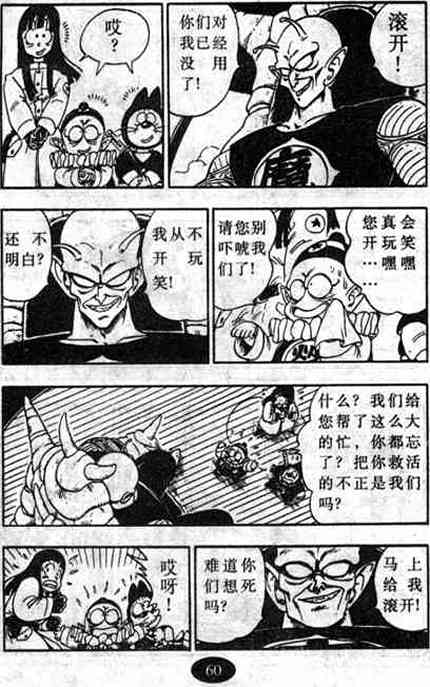 滚
开
！
你们对
我已经
没用
了！
哎
？
您真会
开玩笑
…嘿嘿
…
请您别
吓唬我
们了！
我从不
开玩
笑！
还不
明白？
什么？我们给
您帮了这么大
的忙，你都忘
了？把你救活
的不正是我们
吗？
马上
给我
滚开！
难道你
们想死
吗？
哎
呀
！
魔
60